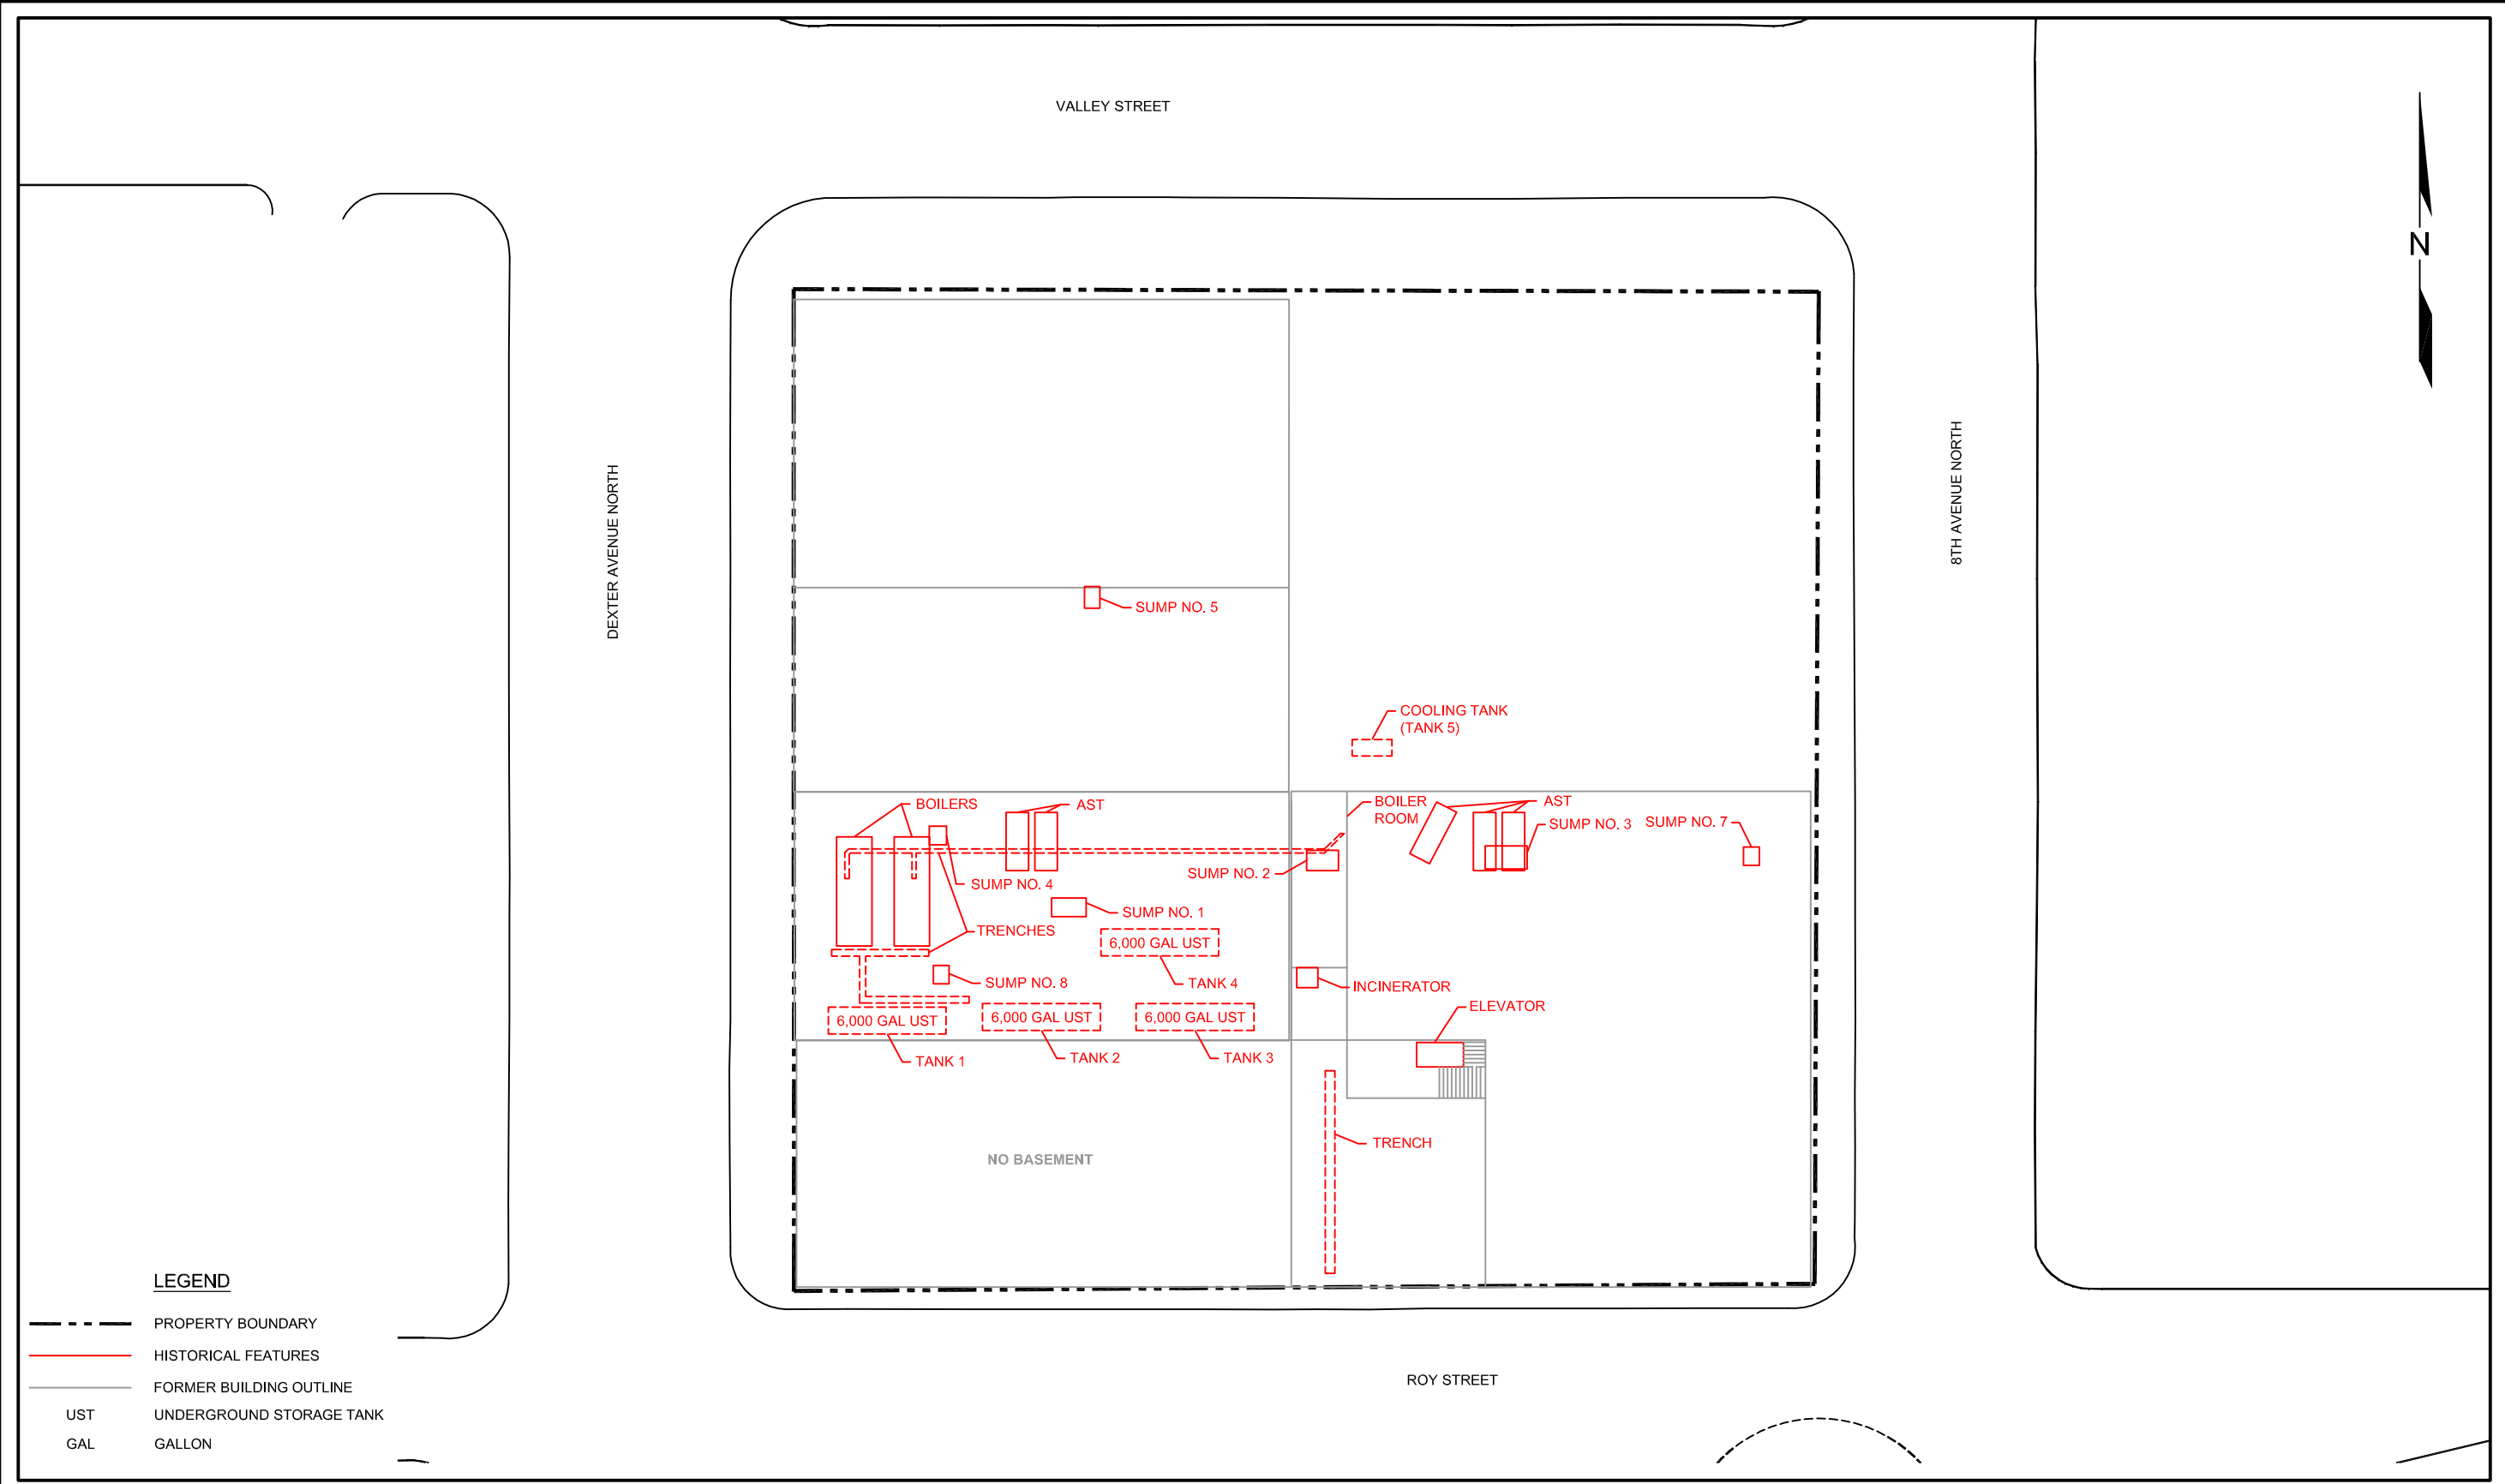 VALLEY STREET
N
DEXTER AVENUE NORTH
8TH AVENUE NORTH
SUMP NO. 5
COOLING TANK
(TANK 5)
BOILERS
AST
BOILER
ROOM
AST
SUMP NO. 3
SUMP NO. 7
SUMP NO. 2
SUMP NO. 4
SUMP NO. 1
TRENCHES
6,000 GAL UST
SUMP NO. 8
TANK 4
INCINERATOR
ELEVATOR
6,000 GAL UST
6,000 GAL UST
6,000 GAL UST
TANK 1
TANK 2
TANK 3
TRENCH
NO BASEMENT
LEGEND
PROPERTY BOUNDARY
HISTORICAL FEATURES
FORMER BUILDING OUTLINE
UST UNDERGROUND STORAGE TANK
GAL GALLON
ROY STREET